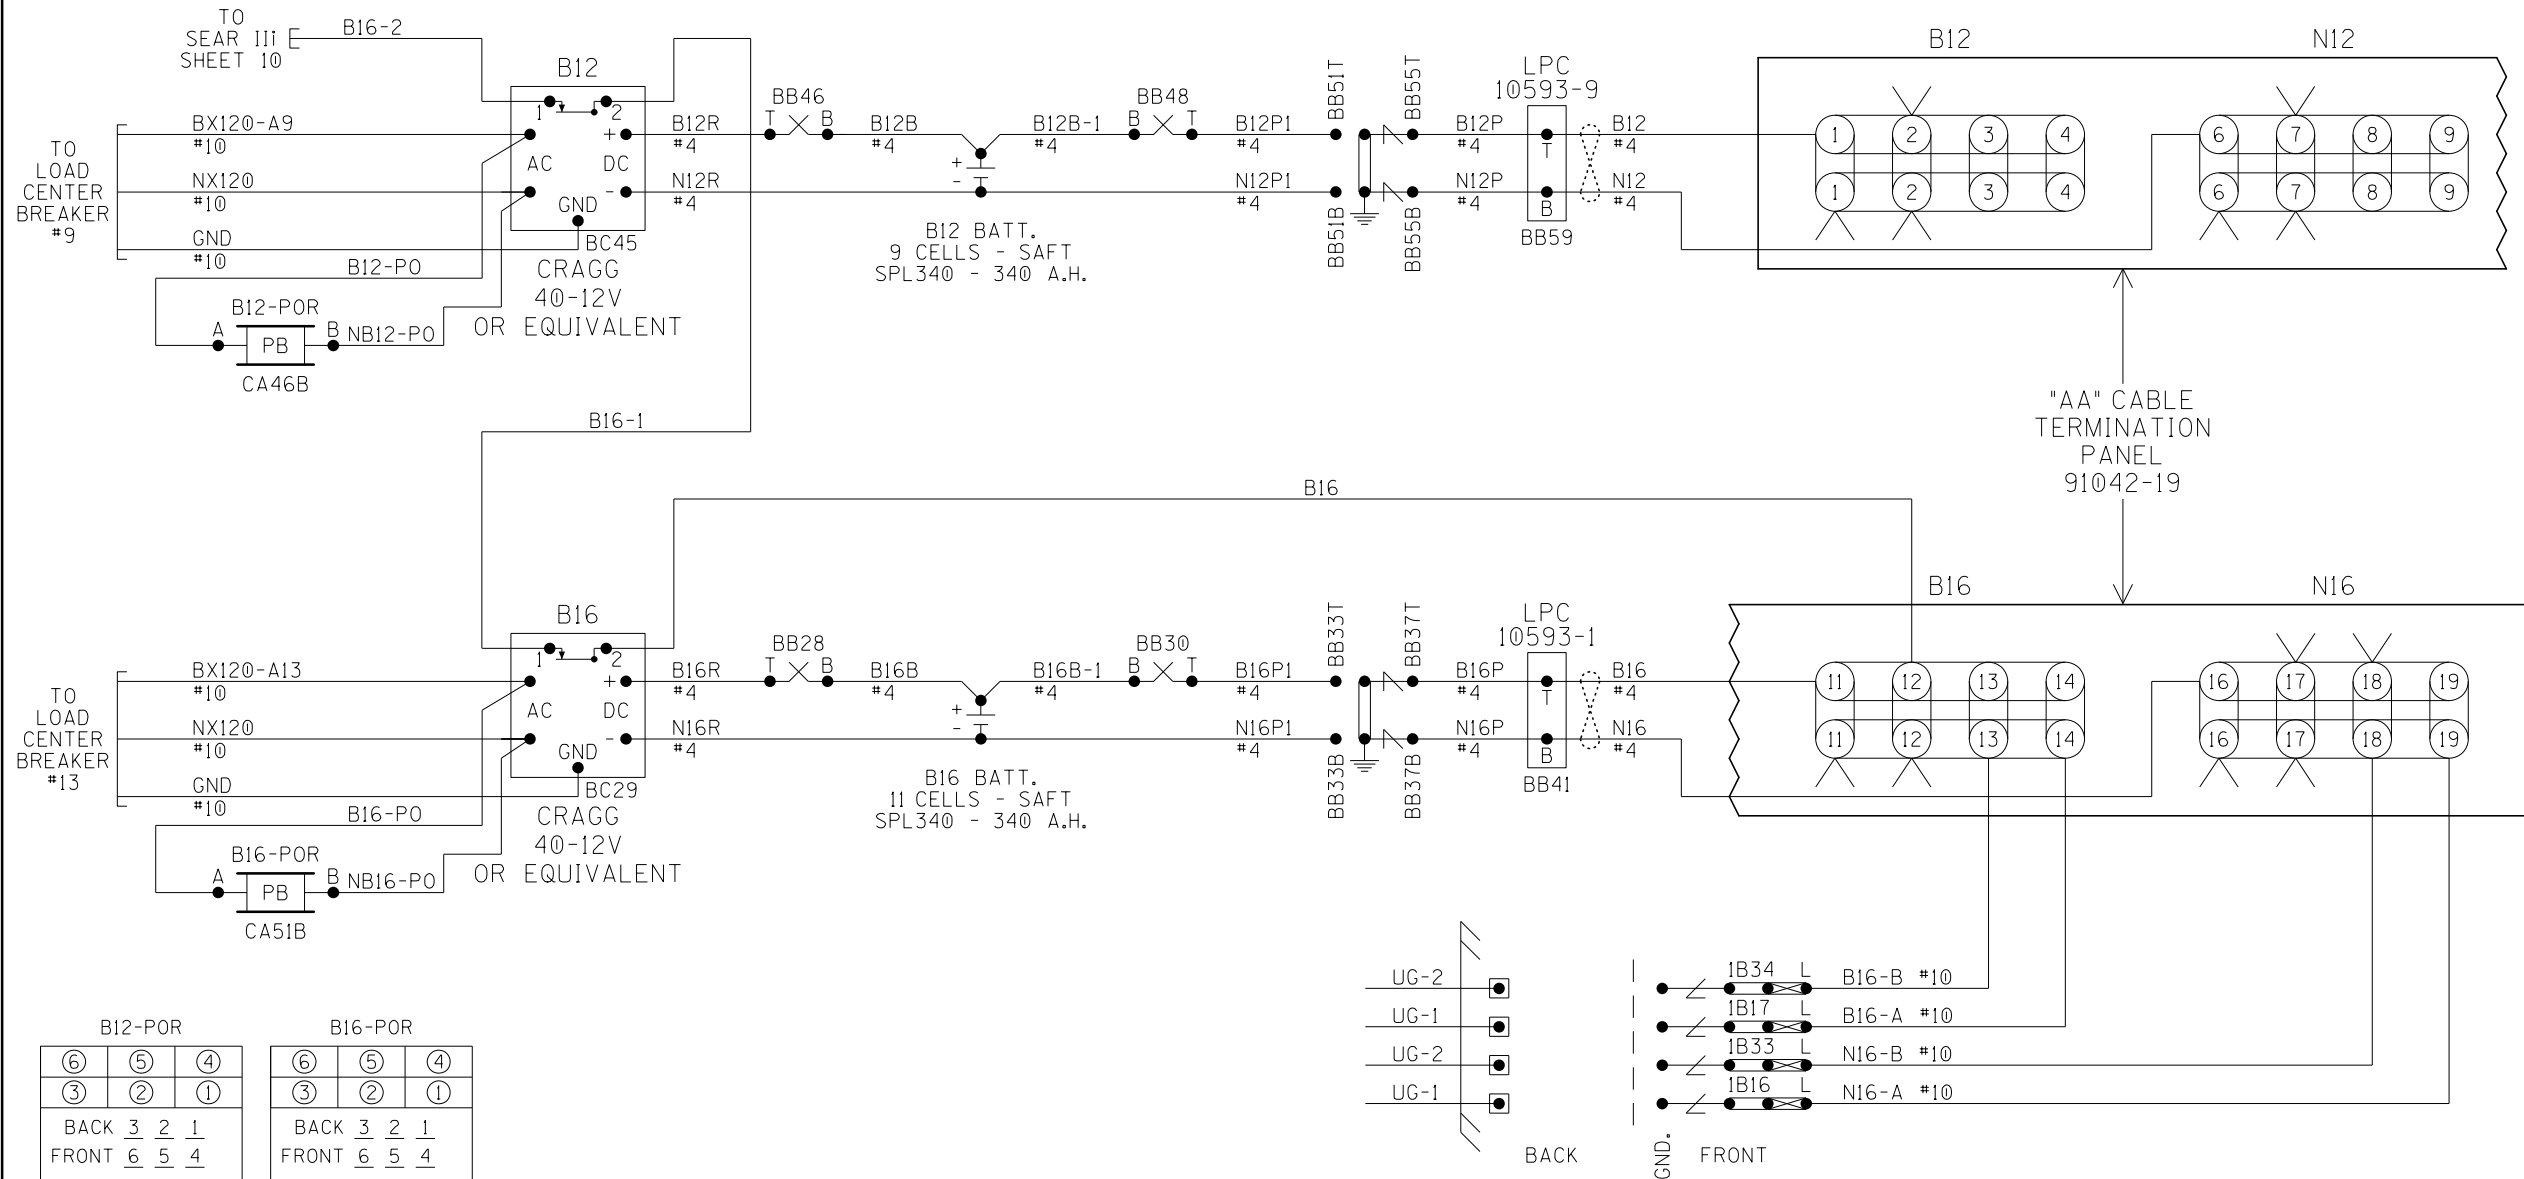 TO
SEAR IIi
SHEET 10
B16-2
B12
1
2
TO
LOAD
CENTER
BREAKER
#9
BX120-A9
#10
NX120
#10
GND
#10
AC
DC
+
-
GND
BC45
CRAGG
40-12V
OR EQUIVALENT
B12-PO
B12-POR
A
PB
B
NB12-PO
CA46B
B12R
#4
N12R
#4
BB46
T
B
B12B
#4
+
-
B12 BATT.
9 CELLS - SAFT
SPL340 - 340 A.H.
B12B-1
#4
BB48
B
T
B12P1
#4
N12P1
#4
BB51T
BB51B
BB55T
BB55B
B12P
#4
N12P
#4
LPC
10593-9
T
B
BB59
B12
#4
N12
#4
B12
N12
1
2
3
4
6
7
8
9
1
2
3
4
6
7
8
9
"AA" CABLE
TERMINATION
PANEL
91042-19
B16-1
B16
B16
1
2
TO
LOAD
CENTER
BREAKER
#13
BX120-A13
#10
NX120
#10
GND
#10
AC
DC
+
-
GND
BC29
CRAGG
40-12V
OR EQUIVALENT
B16-PO
B16-POR
A
PB
B
NB16-PO
CA51B
B16R
#4
N16R
#4
BB28
T
B
B16B
#4
+
-
B16 BATT.
11 CELLS - SAFT
SPL340 - 340 A.H.
B16B-1
#4
BB30
B
T
B16P1
#4
N16P1
#4
BB33T
BB33B
BB37T
BB37B
B16P
#4
N16P
#4
LPC
10593-1
T
B
BB41
B16
#4
N16
#4
B16
N16
11
12
13
14
16
17
18
19
11
12
13
14
16
17
18
19
UG-2
UG-1
UG-2
UG-1
1B34 L
B16-B #10
1B17 L
B16-A #10
1B33 L
N16-B #10
1B16 L
N16-A #10
BACK
GND.
FRONT
B12-POR
6 5 4
3 2 1
BACK 3 2 1
FRONT 6 5 4
B16-POR
6 5 4
3 2 1
BACK 3 2 1
FRONT 6 5 4